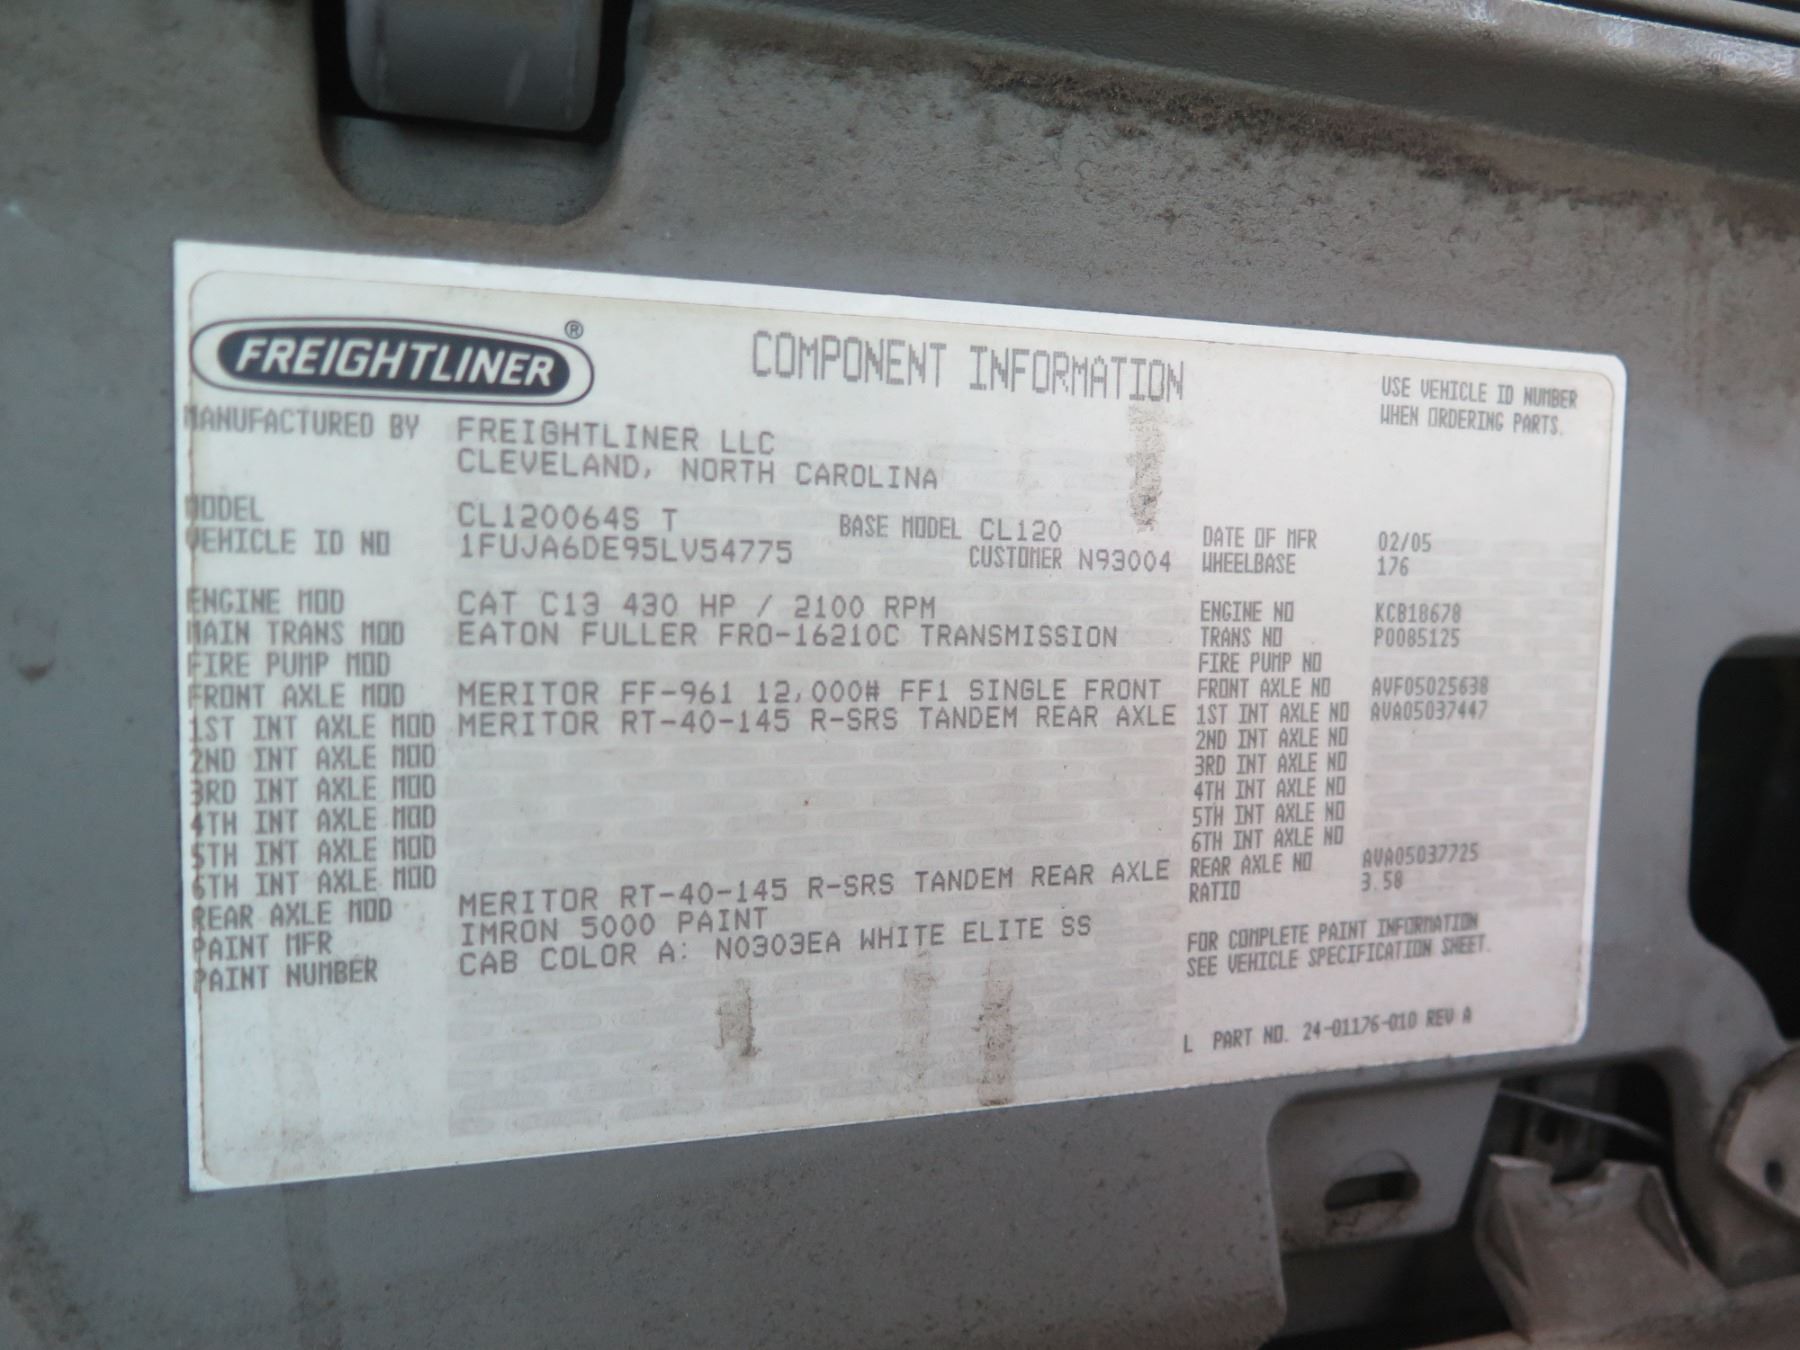 FREIGHTLINER ®
COMPONENT INFORMATION
USE VEHICLE ID NUMBER
WHEN ORDERING PARTS.
MANUFACTURED BY FREIGHTLINER LLC
CLEVELAND, NORTH CAROLINA
MODEL CL120064S T BASE MODEL CL120 DATE OF MFR 02/05
VEHICLE ID NO 1FUJA6DE95LV54775 CUSTOMER N93004 WHEELBASE 176
ENGINE MOD CAT C13 430 HP / 2100 RPM ENGINE NO KCB18678
MAIN TRANS MOD EATON FULLER FRO-16210C TRANSMISSION TRANS NO P0085125
FIRE PUMP MOD FIRE PUMP NO
FRONT AXLE MOD MERITOR FF-961 12,000# FF1 SINGLE FRONT FRONT AXLE NO AVF05025638
1ST INT AXLE MOD MERITOR RT-40-145 R-SRS TANDEM REAR AXLE 1ST INT AXLE NO AVA05037447
2ND INT AXLE MOD 2ND INT AXLE NO
3RD INT AXLE MOD 3RD INT AXLE NO
4TH INT AXLE MOD 4TH INT AXLE NO
5TH INT AXLE MOD 5TH INT AXLE NO
6TH INT AXLE MOD 6TH INT AXLE NO
REAR AXLE MOD MERITOR RT-40-145 R-SRS TANDEM REAR AXLE REAR AXLE NO AVA05037725
PAINT MFR IMRON 5000 PAINT RATIO 3.58
PAINT NUMBER CAB COLOR A: N0303EA WHITE ELITE SS
FOR COMPLETE PAINT INFORMATION
SEE VEHICLE SPECIFICATION SHEET.
L PART NO. 24-01176-010 REV A